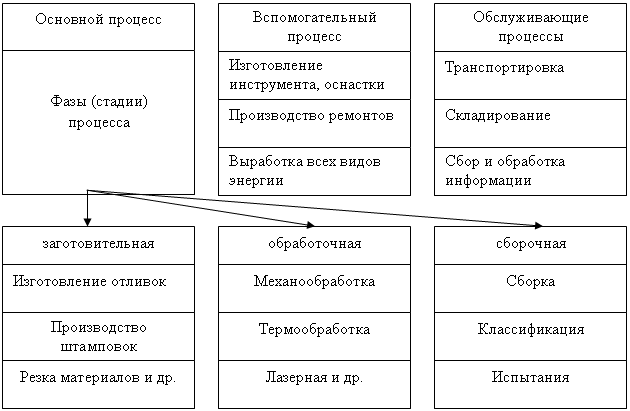 Основной процесс
Фазы (стадии)
процесса
Вспомогательный
процесс
Изготовление
инструмента, оснастки
Производство ремонтов
Выработка всех видов
энергии
Обслуживающие
процессы
Транспортировка
Складирование
Сбор и обработка
информации
заготовительная
Изготовление отливок
Производство
штамповок
Резка материалов и др.
обработочная
Механообработка
Термообработка
Лазерная и др.
сборочная
Сборка
Классификация
Испытания